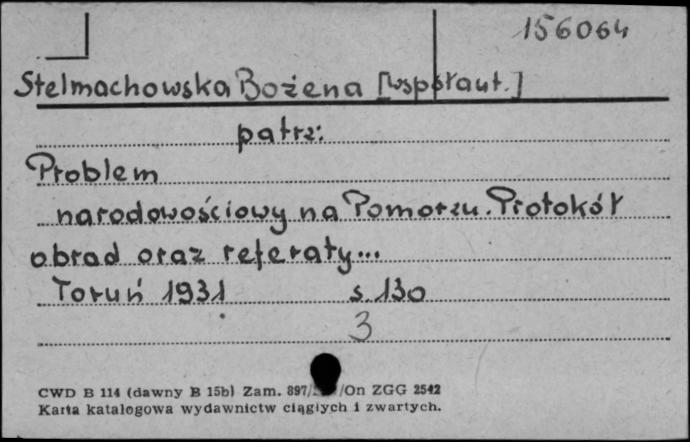 156064
Stelmachowska Bożena [współaut.]
patrz:
Problem
narodowościowy na Pomorzu. Protokół
obrad oraz referaty...
Toruń 1931 s. 130
3
CWD B 114 (dawny B 15b) Zam. 897/ /On ZGG 2542
Karta katalogowa wydawnictw ciągłych i zwartych.